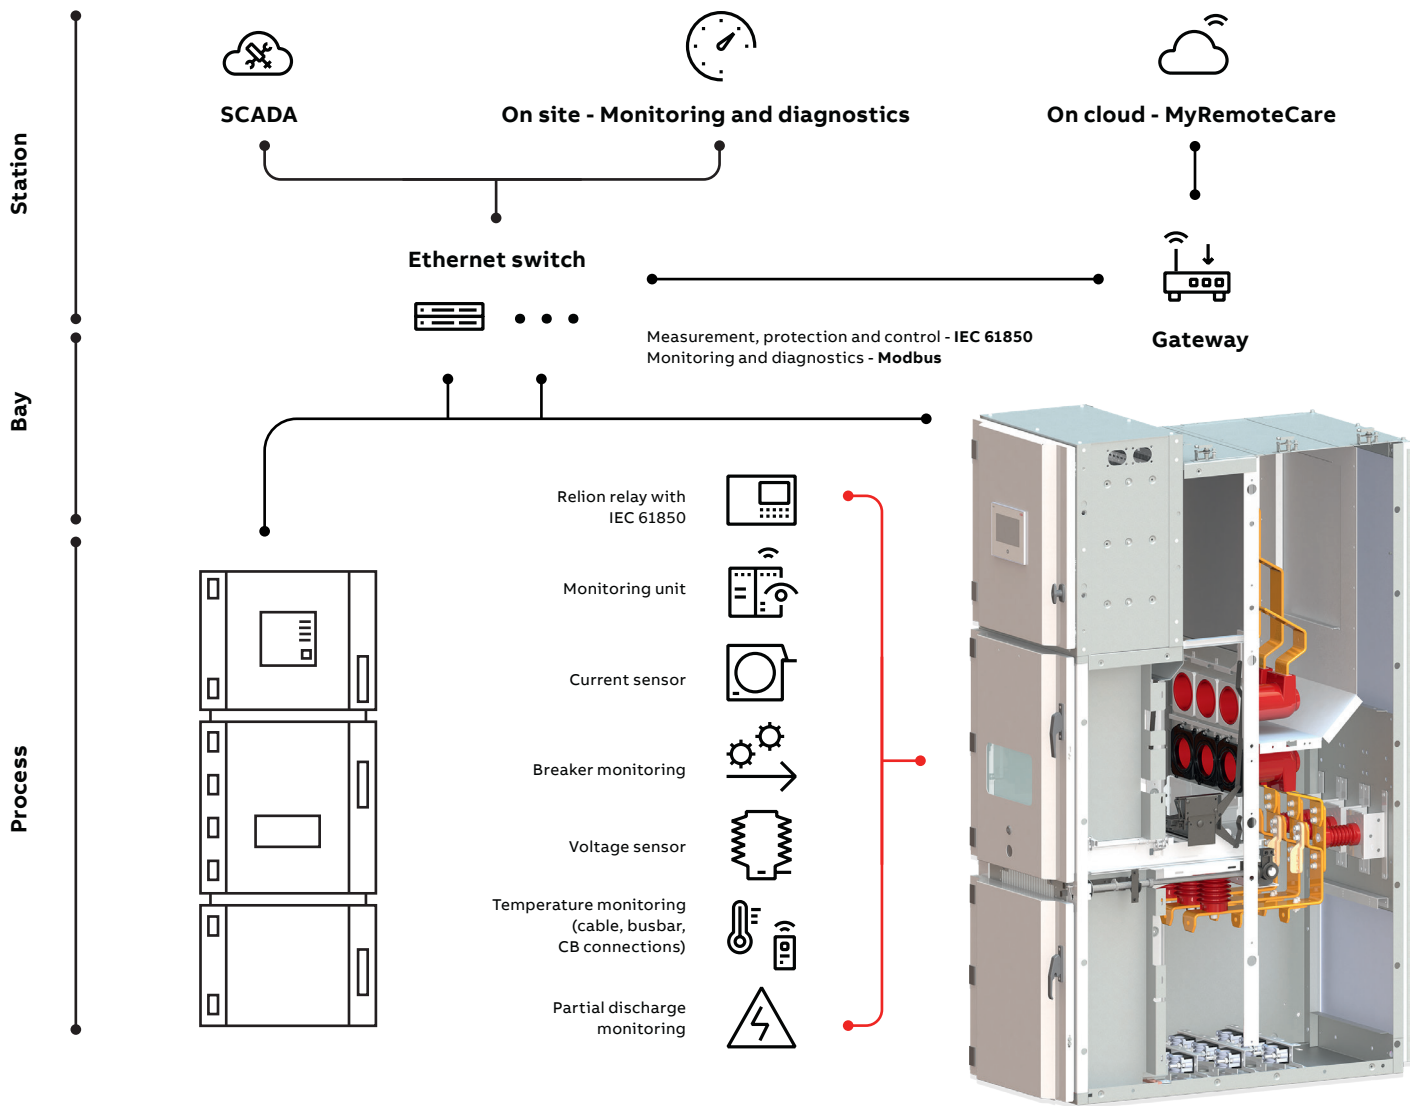 SCADA
On site - Monitoring and diagnostics
On cloud - MyRemoteCare
Station
Ethernet switch
Measurement, protection and control - IEC 61850
Monitoring and diagnostics - Modbus
Gateway
Bay
Relion relay with
IEC 61850
Monitoring unit
Current sensor
Breaker monitoring
Voltage sensor
Temperature monitoring
(cable, busbar,
CB connections)
Partial discharge
monitoring
Process